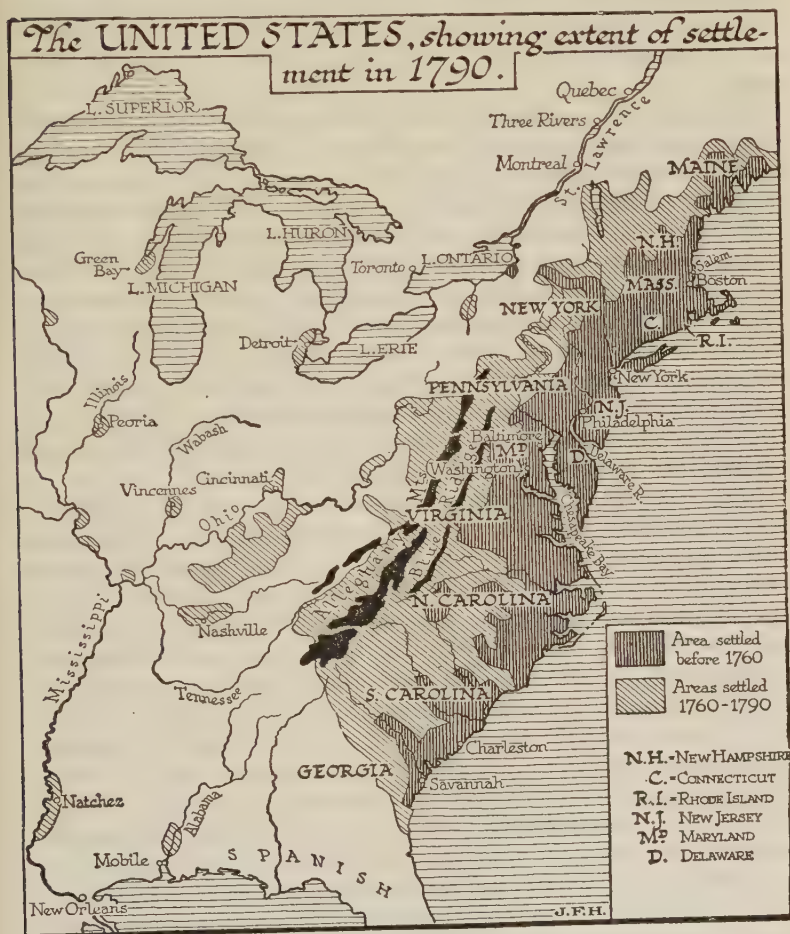 The UNITED STATES, showing extent of settle-
ment in 1790.
L. SUPERIOR
Quebec
Three Rivers
Montreal
St. Lawrence
MAINE
L. HURON
N.H.
Green
Bay
L. MICHIGAN
Toronto
L. ONTARIO
Salem
MASS.
Boston
NEW YORK
C.
R.I.
Detroit
L. ERIE
New York
PENNSYLVANIA
Illinois
N.J.
Philadelphia
Peoria
Wabash
Baltimore
MD
D.
Washington
Delaware R.
Cincinnati
Vincennes
Ohio
Chesapeake Bay
VIRGINIA
Alleghany Mt.
Blue Ridge
N. CAROLINA
Nashville
Mississippi
Tennessee
S. CAROLINA
Charleston
GEORGIA
Savannah
Natchez
Alabama
Mobile
SPANISH
New Orleans
J.F.H.
Area settled
before 1760
Areas settled
1760-1790
N.H.=NEW HAMPSHIRE
C.=CONNECTICUT
R.I.=RHODE ISLAND
N.J. NEW JERSEY
MD MARYLAND
D. DELAWARE